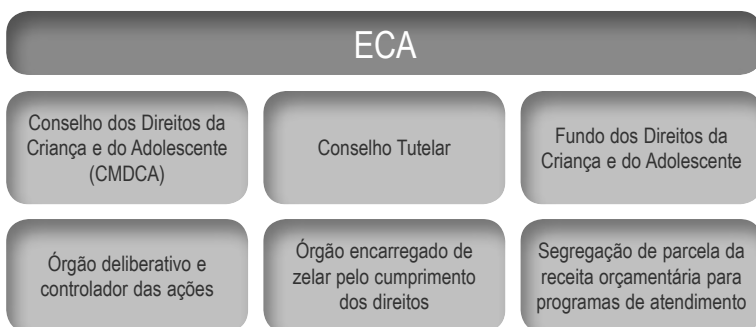 ECA
Conselho dos Direitos da
Criança e do Adolescente
(CMDCA)
Conselho Tutelar
Fundo dos Direitos da
Criança e do Adolescente
Órgão deliberativo e
controlador das ações
Órgão encarregado de
zelar pelo cumprimento
dos direitos
Segregação de parcela da
receita orçamentária para
programas de atendimento